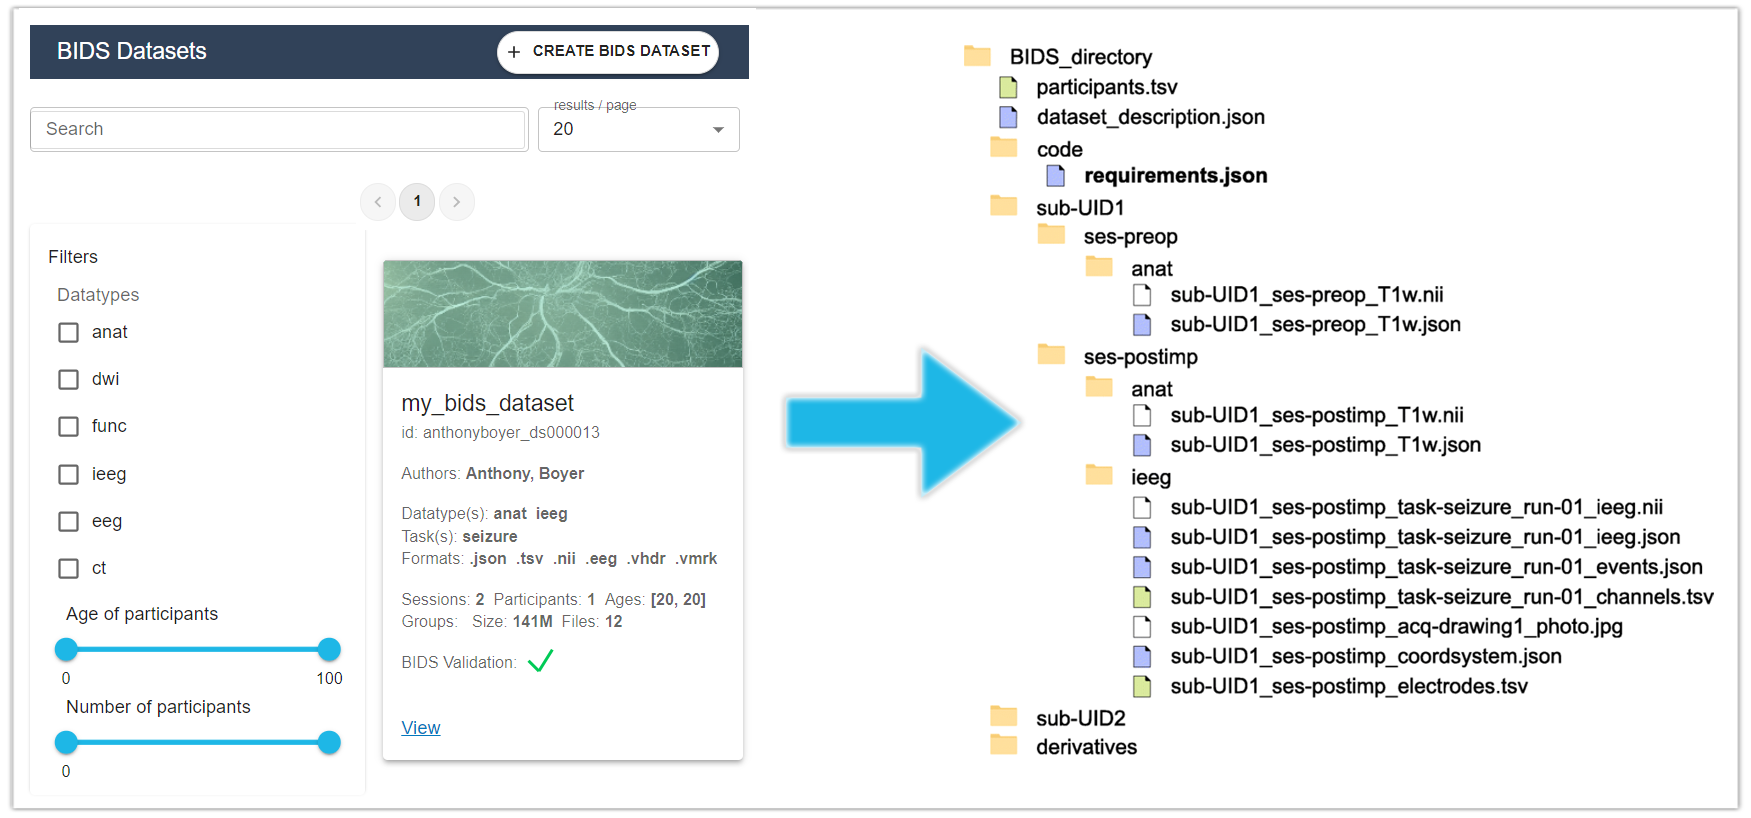 BIDS Datasets
+ CREATE BIDS DATASET
Search
results / page
20
< 1 >
Filters
Datatypes
anat
dwi
func
ieeg
eeg
ct
Age of participants
0 100
Number of participants
0
my_bids_dataset
id: anthonyboyer_ds000013
Authors: Anthony, Boyer
Datatype(s): anat ieeg
Task(s): seizure
Formats: .json .tsv .nii .eeg .vhdr .vmrk
Sessions: 2 Participants: 1 Ages: [20, 20]
Groups: Size: 141M Files: 12
BIDS Validation:
View
BIDS_directory
participants.tsv
dataset_description.json
code
requirements.json
sub-UID1
ses-preop
anat
sub-UID1_ses-preop_T1w.nii
sub-UID1_ses-preop_T1w.json
ses-postimp
anat
sub-UID1_ses-postimp_T1w.nii
sub-UID1_ses-postimp_T1w.json
ieeg
sub-UID1_ses-postimp_task-seizure_run-01_ieeg.nii
sub-UID1_ses-postimp_task-seizure_run-01_ieeg.json
sub-UID1_ses-postimp_task-seizure_run-01_events.json
sub-UID1_ses-postimp_task-seizure_run-01_channels.tsv
sub-UID1_ses-postimp_acq-drawing1_photo.jpg
sub-UID1_ses-postimp_coordsystem.json
sub-UID1_ses-postimp_electrodes.tsv
sub-UID2
derivatives